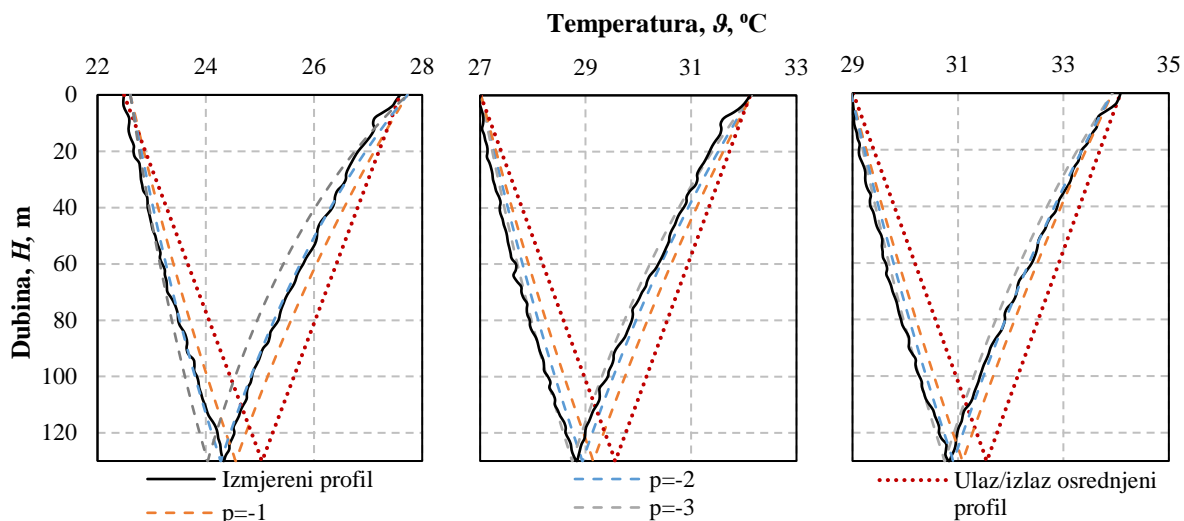 Temperatura, 𝜗, ⁰C
22 24 26 28 27 29 31 33 29 31 33 35
Dubina, H, m
0
20
40
60
80
100
120
Izmjereni profil p=-2 Ulaz/izlaz osrednjeni
profil
p=-1 p=-3